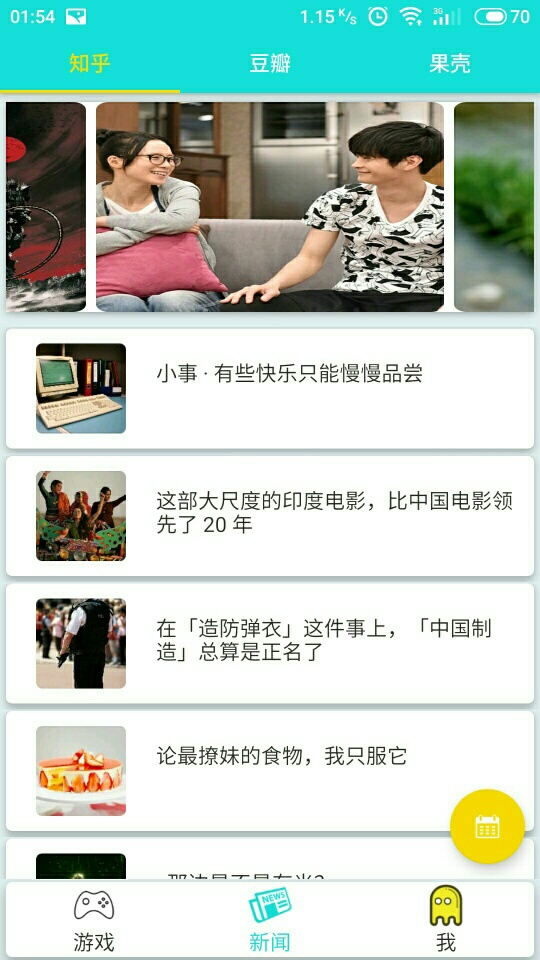 01:54 1.15 K/s 3G 70
知乎 豆瓣 果壳
小事 · 有些快乐只能慢慢品尝
这部大尺度的印度电影，比中国电影领
先了 20 年
在「造防弹衣」这件事上，「中国制
造」总算是正名了
论最撩妹的食物，我只服它
NEWS
游戏 新闻 我